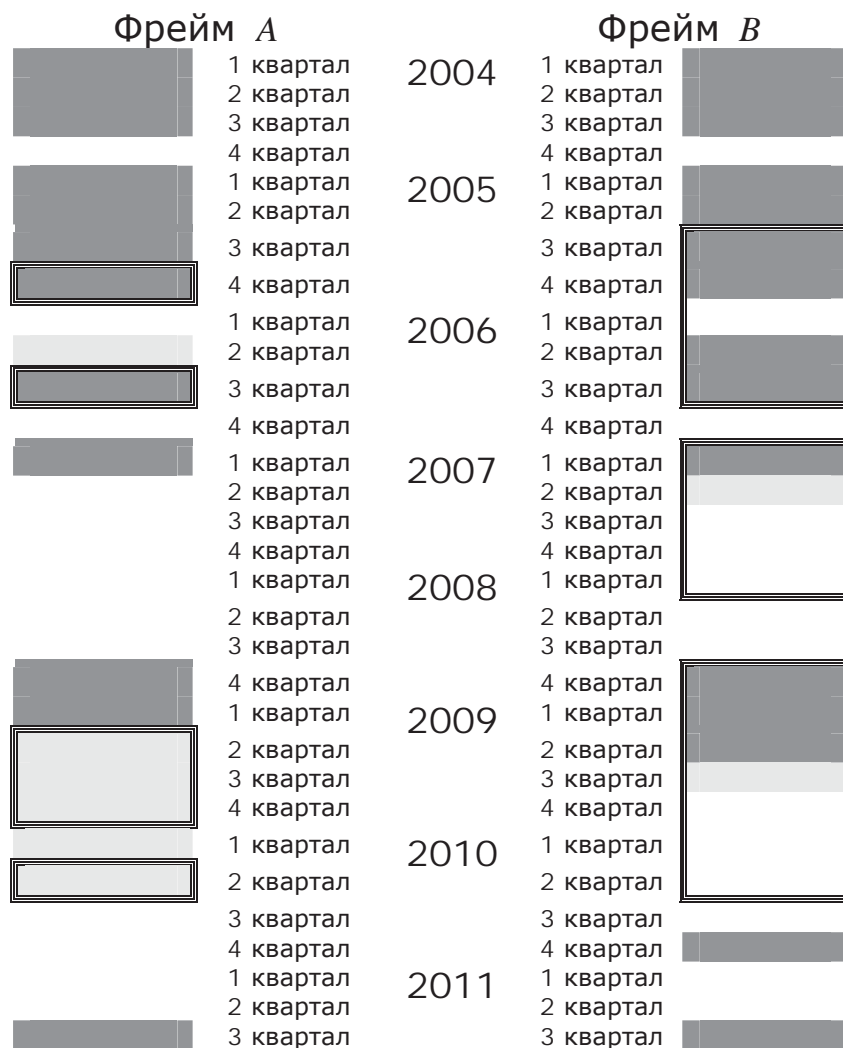 Фрейм A Фрейм B
1 квартал 2004 1 квартал
2 квартал 2 квартал
3 квартал 3 квартал
4 квартал 4 квартал
1 квартал 2005 1 квартал
2 квартал 2 квартал
3 квартал 3 квартал
4 квартал 4 квартал
1 квартал 2006 1 квартал
2 квартал 2 квартал
3 квартал 3 квартал
4 квартал 4 квартал
1 квартал 2007 1 квартал
2 квартал 2 квартал
3 квартал 3 квартал
4 квартал 4 квартал
1 квартал 2008 1 квартал
2 квартал 2 квартал
3 квартал 3 квартал
4 квартал 4 квартал
1 квартал 2009 1 квартал
2 квартал 2 квартал
3 квартал 3 квартал
4 квартал 4 квартал
1 квартал 2010 1 квартал
2 квартал 2 квартал
3 квартал 3 квартал
4 квартал 4 квартал
1 квартал 2011 1 квартал
2 квартал 2 квартал
3 квартал 3 квартал